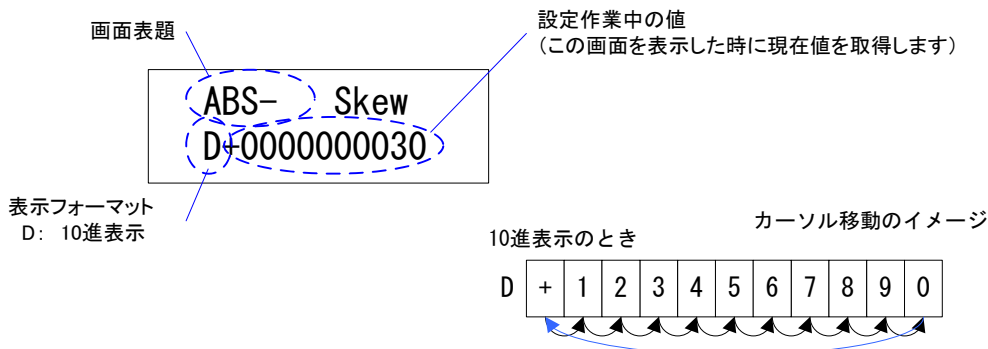 画面表題
設定作業中の値
(この画面を表示した時に現在値を取得します)
ABS- Skew
D+0000000030
表示フォーマット
D: 10進表示
カーソル移動のイメージ
10進表示のとき
D + 1 2 3 4 5 6 7 8 9 0